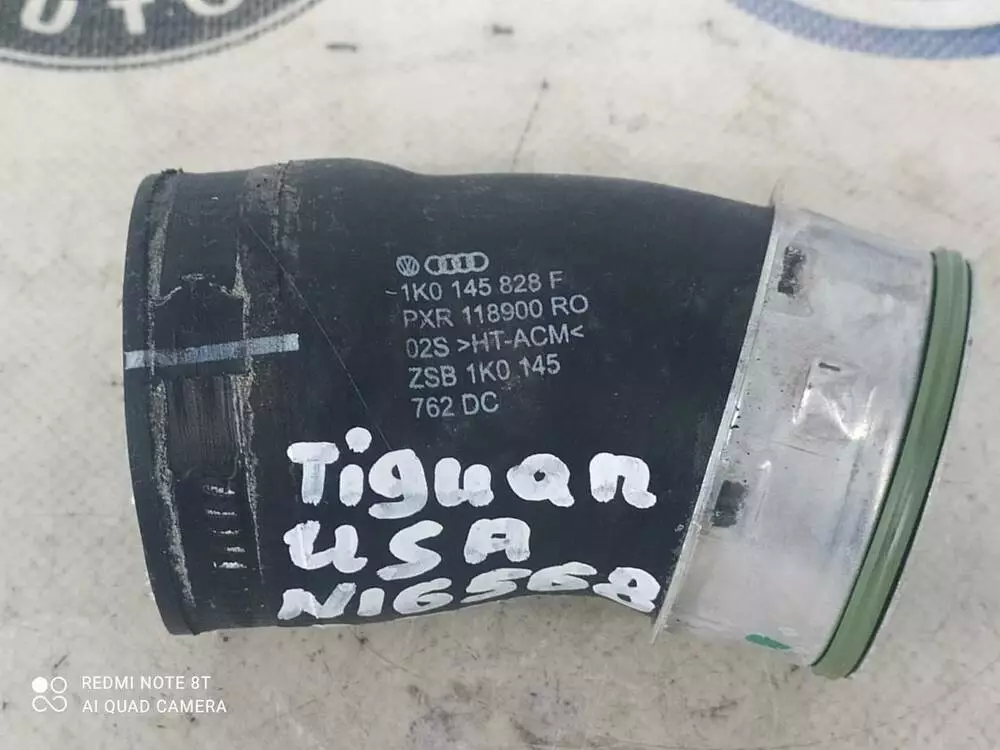 UTO
1K0 145 828 F
PXR 118900 RO
02S >HT-ACM<
ZSB 1K0 145
762 DC
Tiguan
USA
N16568
REDMI NOTE 8T
AI QUAD CAMERA